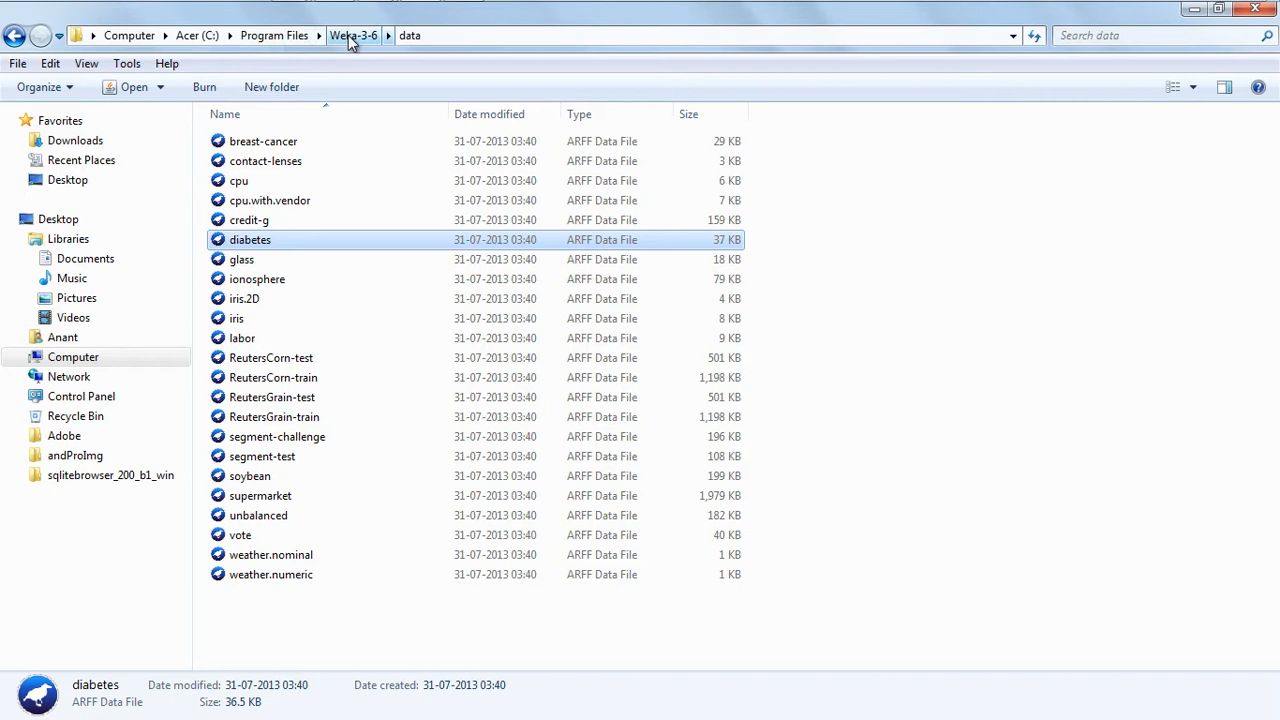 Computer Acer (C:) Program Files Weka-3-6 data Search data
File Edit View Tools Help
Organize Open Burn New folder
Name Date modified Type Size
Favorites
Downloads
Recent Places
Desktop
Desktop
Libraries
Documents
Music
Pictures
Videos
Anant
Computer
Network
Control Panel
Recycle Bin
Adobe
andProImg
sqlitebrowser_200_b1_win
breast-cancer 31-07-2013 03:40 ARFF Data File 29 KB
contact-lenses 31-07-2013 03:40 ARFF Data File 3 KB
cpu 31-07-2013 03:40 ARFF Data File 6 KB
cpu.with.vendor 31-07-2013 03:40 ARFF Data File 7 KB
credit-g 31-07-2013 03:40 ARFF Data File 159 KB
diabetes 31-07-2013 03:40 ARFF Data File 37 KB
glass 31-07-2013 03:40 ARFF Data File 18 KB
ionosphere 31-07-2013 03:40 ARFF Data File 79 KB
iris.2D 31-07-2013 03:40 ARFF Data File 4 KB
iris 31-07-2013 03:40 ARFF Data File 8 KB
labor 31-07-2013 03:40 ARFF Data File 9 KB
ReutersCorn-test 31-07-2013 03:40 ARFF Data File 501 KB
ReutersCorn-train 31-07-2013 03:40 ARFF Data File 1,198 KB
ReutersGrain-test 31-07-2013 03:40 ARFF Data File 501 KB
ReutersGrain-train 31-07-2013 03:40 ARFF Data File 1,198 KB
segment-challenge 31-07-2013 03:40 ARFF Data File 196 KB
segment-test 31-07-2013 03:40 ARFF Data File 108 KB
soybean 31-07-2013 03:40 ARFF Data File 199 KB
supermarket 31-07-2013 03:40 ARFF Data File 1,979 KB
unbalanced 31-07-2013 03:40 ARFF Data File 182 KB
vote 31-07-2013 03:40 ARFF Data File 40 KB
weather.nominal 31-07-2013 03:40 ARFF Data File 1 KB
weather.numeric 31-07-2013 03:40 ARFF Data File 1 KB
diabetes Date modified: 31-07-2013 03:40 Date created: 31-07-2013 03:40
ARFF Data File Size: 36.5 KB